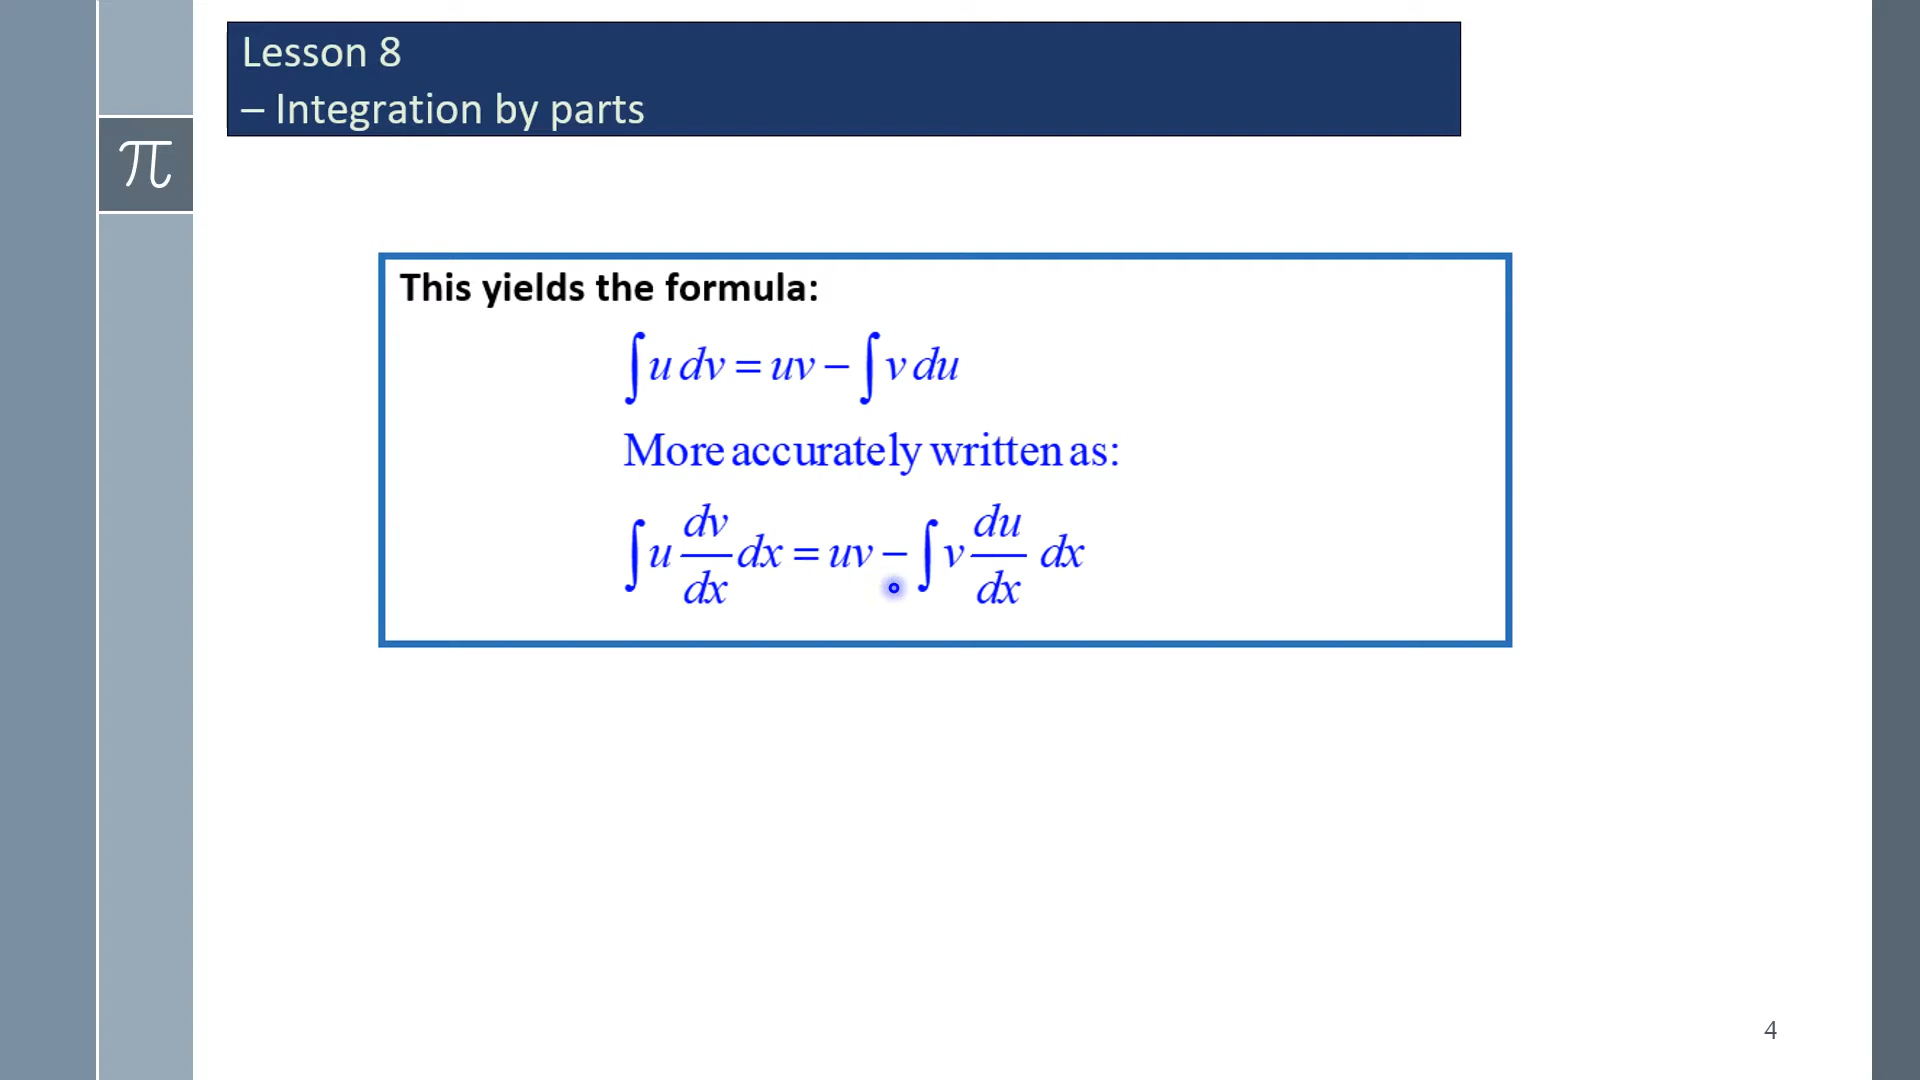 Lesson 8
– Integration by parts
π
This yields the formula:
∫ u dv = uv − ∫ v du
More accurately written as:
∫ u dv/dx dx = uv − ∫ v du/dx dx
4